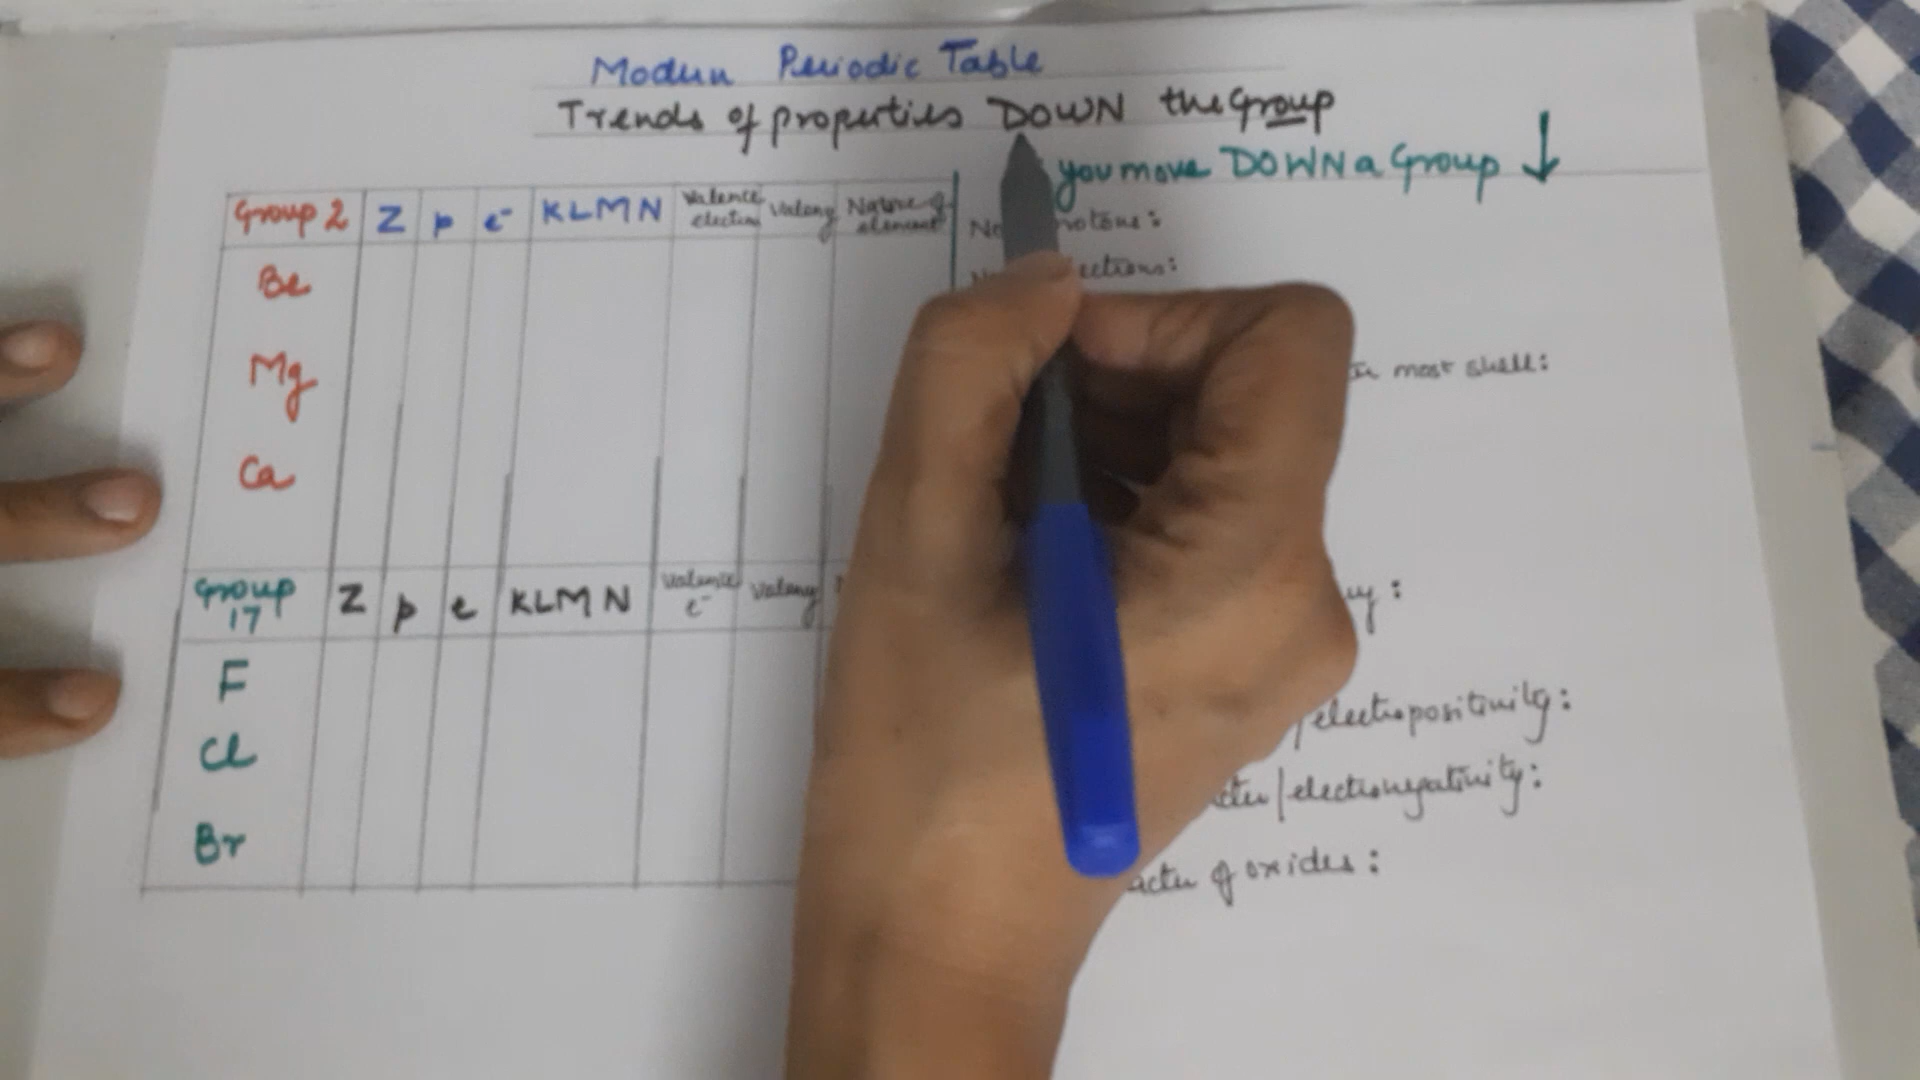 Modern Periodic Table
Trends of properties DOWN the Group
you move DOWN a Group ↓
Group 2 Z p e⁻ KLMN Valence electron Valency Nature of element
Be
Mg
Ca
Group 17 Z p e KLMN Valence e⁻ Valency
F
Cl
Br
No protons:
most shell:
/electropositivity:
/electronegativity:
of oxides: